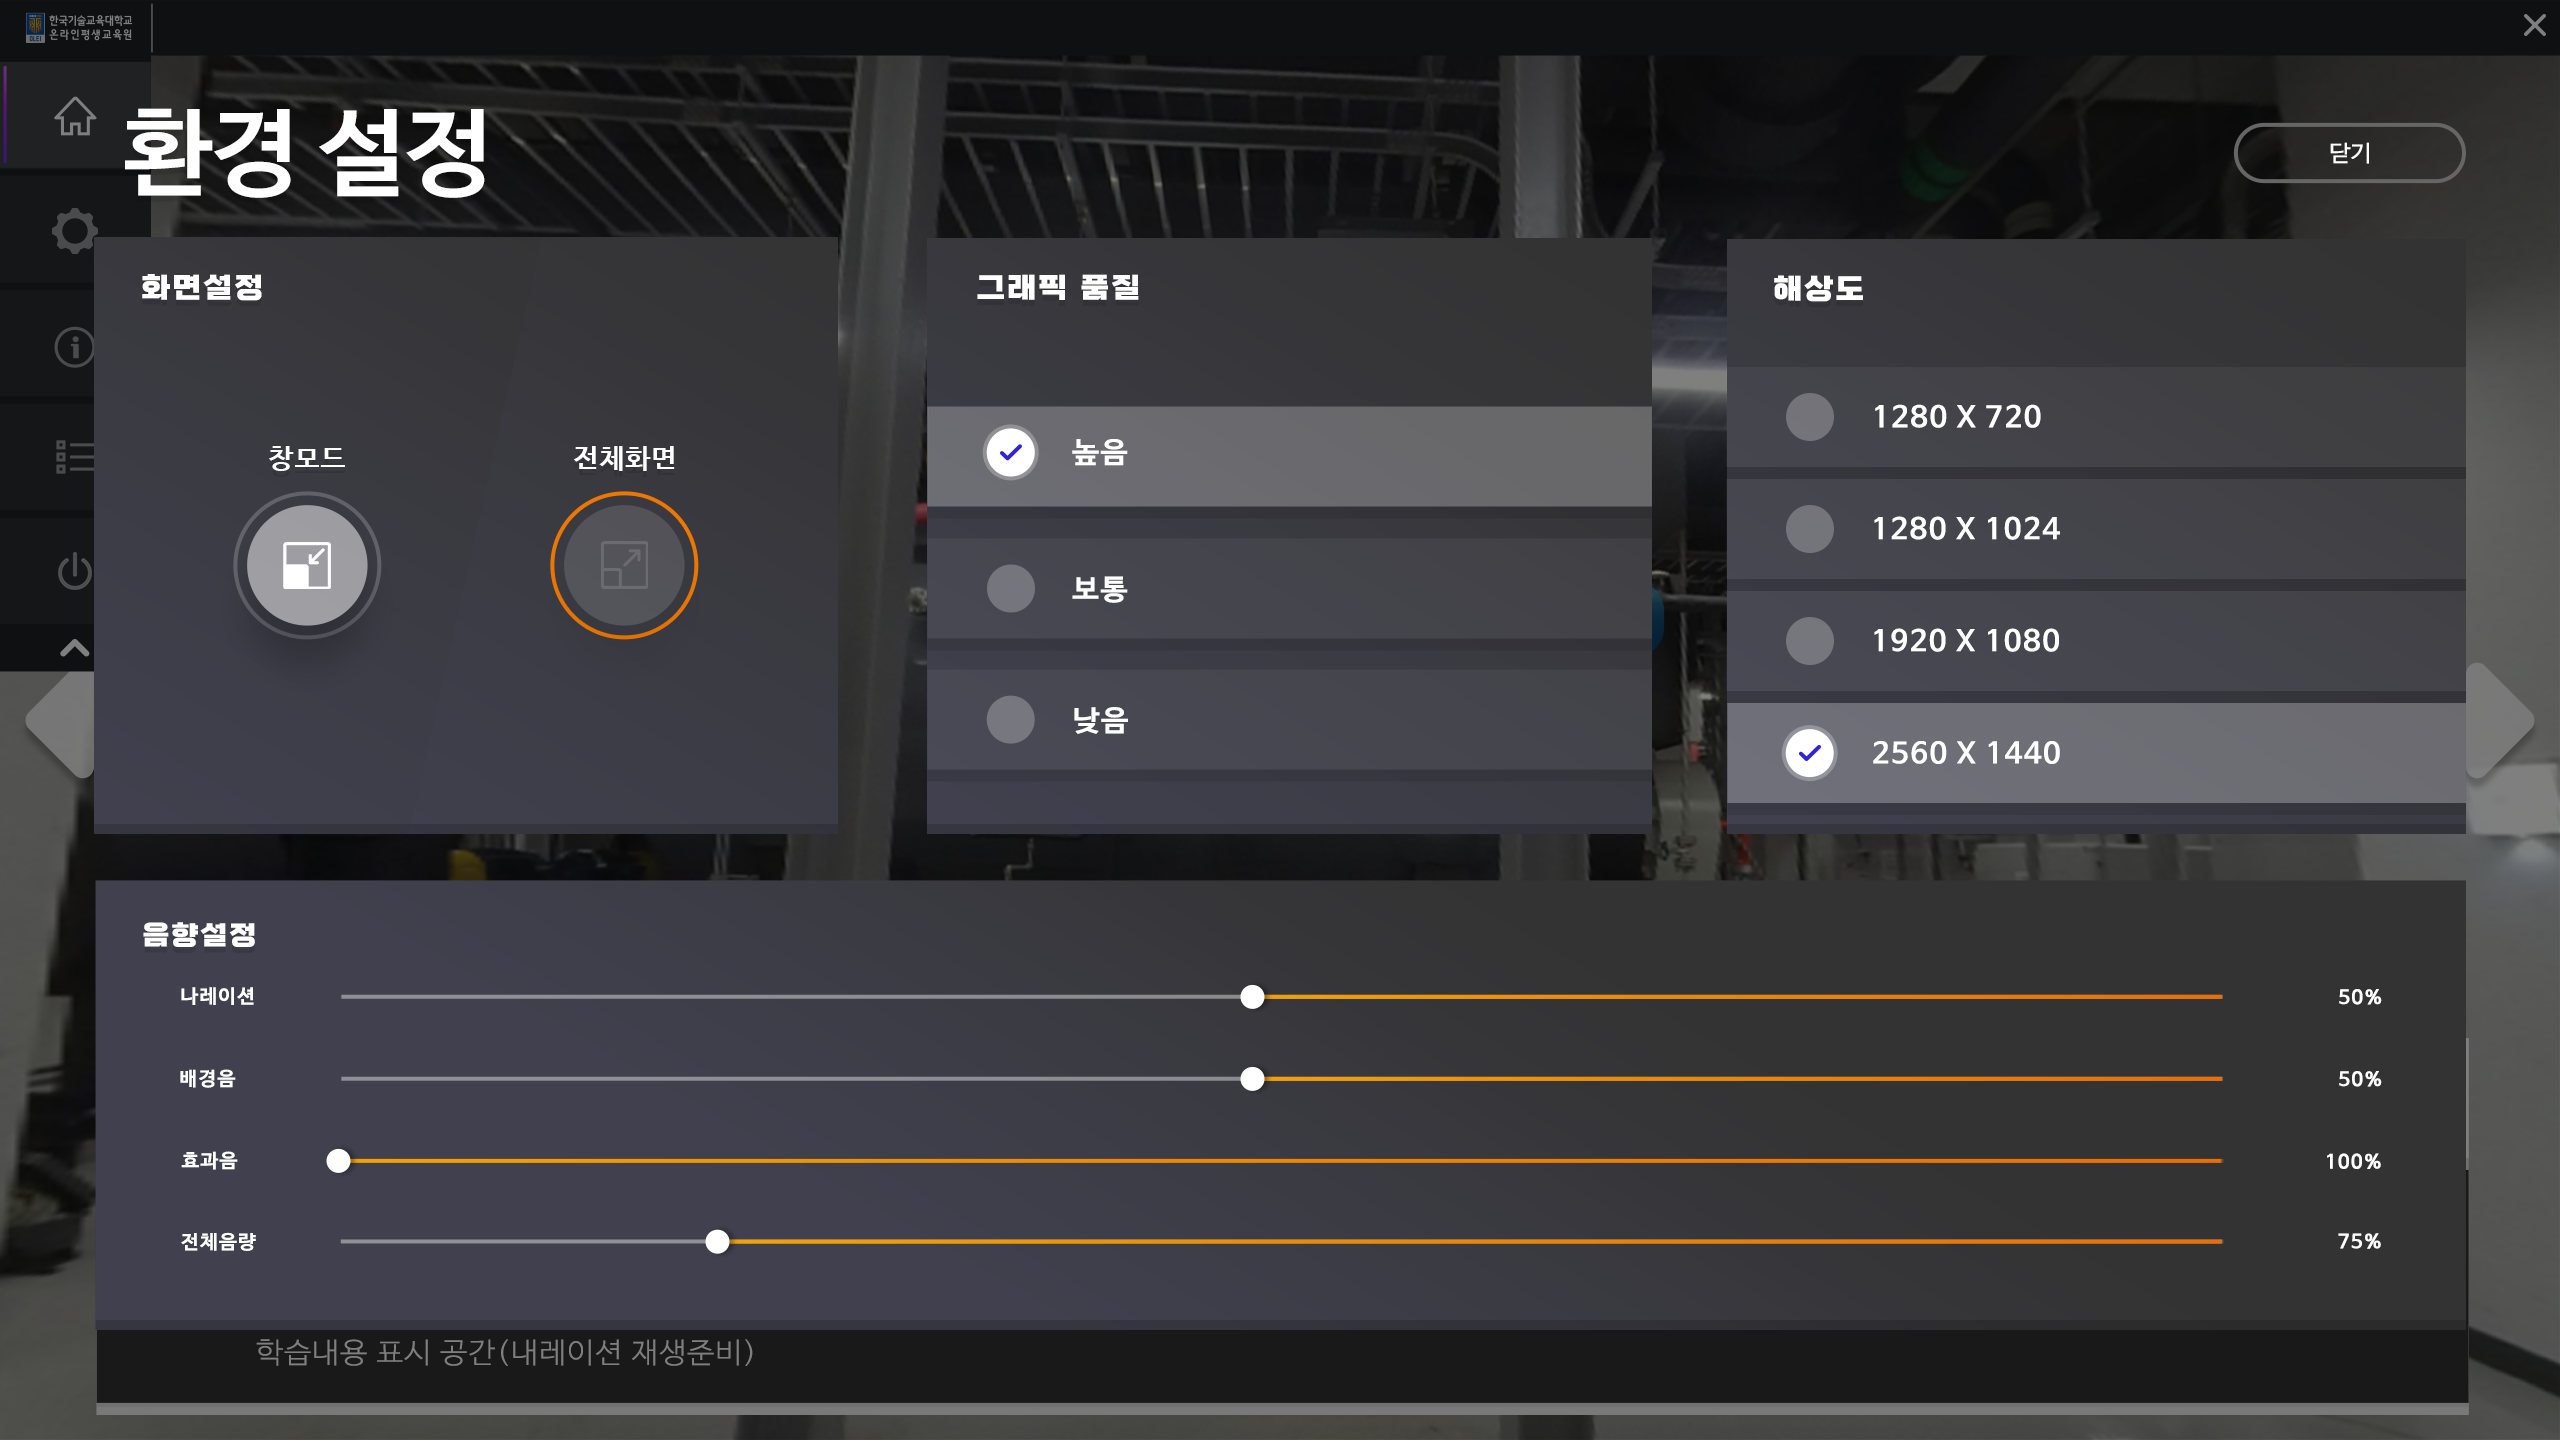 한국기술교육대학교
온라인평생교육원
환경 설정
닫기
화면설정
창모드
전체화면
그래픽 품질
높음
보통
낮음
해상도
1280 X 720
1280 X 1024
1920 X 1080
2560 X 1440
음향설정
나레이션
50%
배경음
50%
효과음
100%
전체음량
75%
학습내용 표시 공간(내레이션 재생준비)